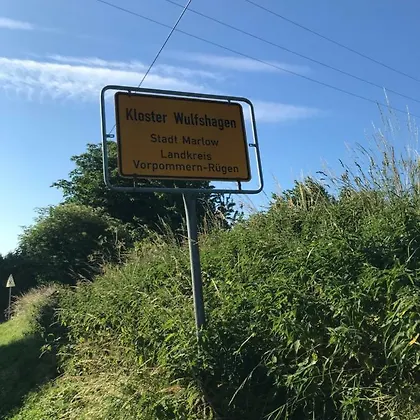 Kloster Wulfshagen
Stadt Marlow
Landkreis
Vorpommern-Rügen